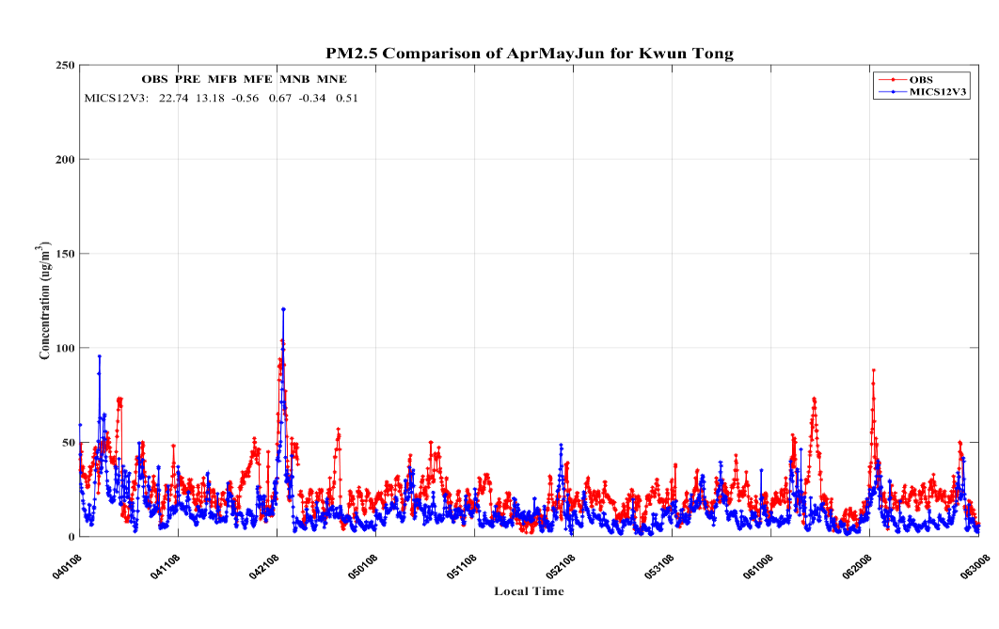 PM2.5 Comparison of AprMayJun for Kwun Tong
250
OBS PRE MFB MFE MNB MNE
MICS12V3: 22.74 13.18 -0.56 0.67 -0.34 0.51
OBS
MICS12V3
200
150
100
50
0
Concentration (ug/m³)
040108 041108 042108 050108 051108 052108 053108 061008 062008 063008
Local Time